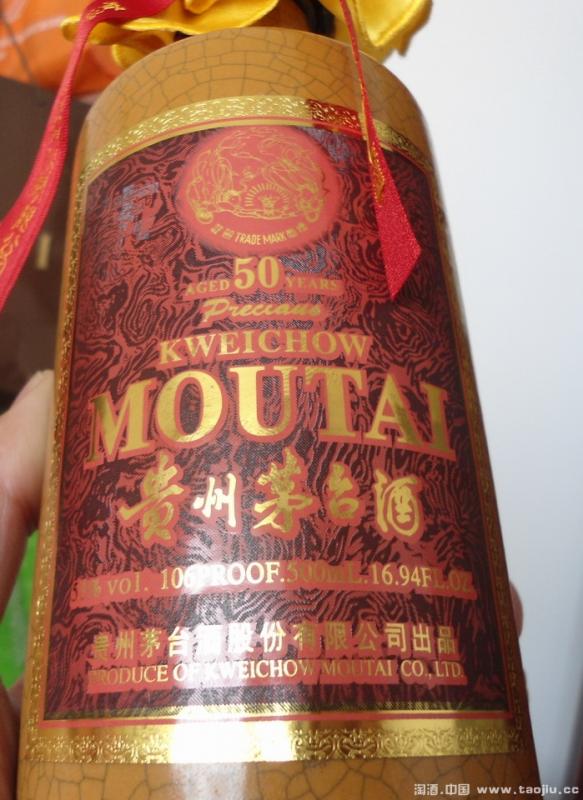 TRADE MARK
AGED 50 YEARS
Precious
KWEICHOW
MOUTAI
贵州茅台酒
53% vol. 106PROOF.500mL.16.94FL.OZ
贵州茅台酒股份有限公司出品
PRODUCE OF KWEICHOW MOUTAI CO., LTD.
淘酒.中国 www.taojiu.cc